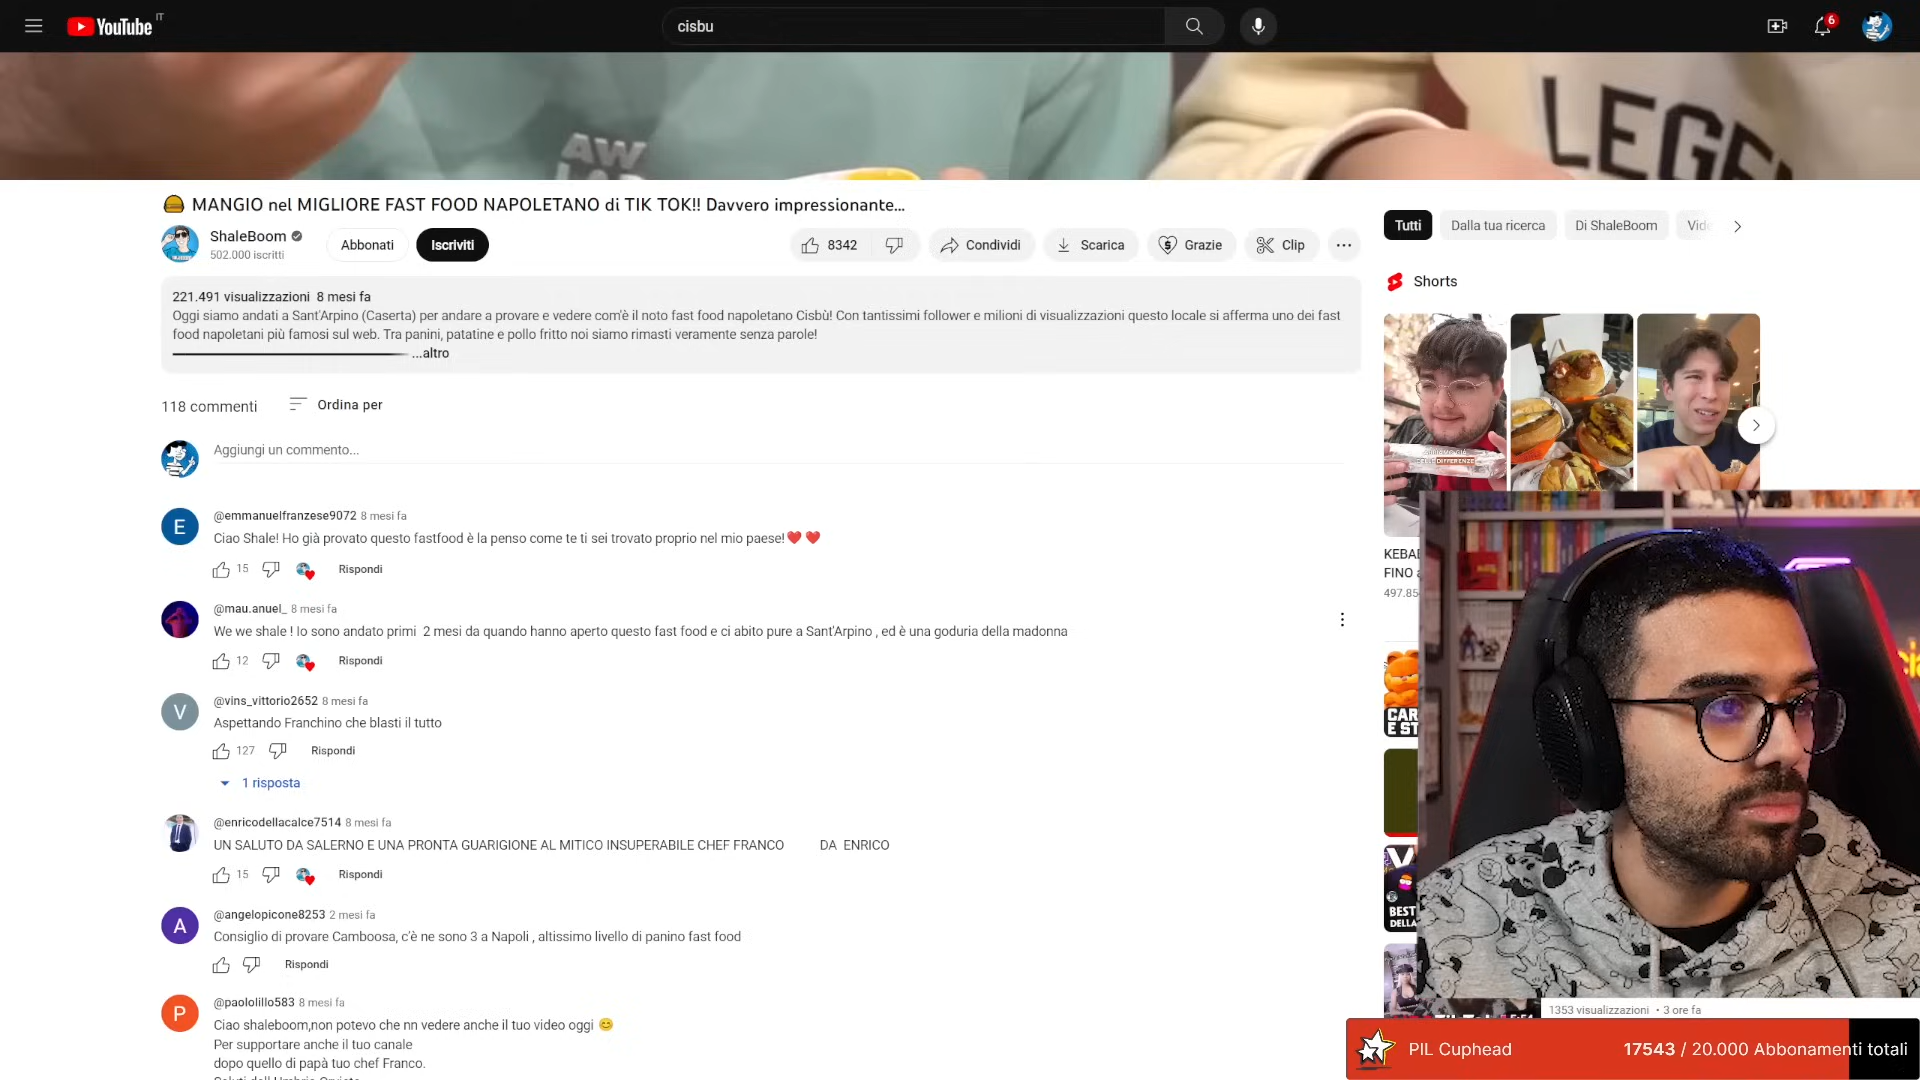 YouTube IT
cisbu
6
AW
LEGE
MANGIO nel MIGLIORE FAST FOOD NAPOLETANO di TIK TOK!! Davvero impressionante...
ShaleBoom
502.000 iscritti
Abbonati
Iscriviti
8342
Condividi
Scarica
Grazie
Clip
221.491 visualizzazioni 8 mesi fa
Oggi siamo andati a Sant'Arpino (Caserta) per andare a provare e vedere com'è il noto fast food napoletano Cisbù! Con tantissimi follower e milioni di visualizzazioni questo locale si afferma uno dei fast
food napoletani più famosi sul web. Tra panini, patatine e pollo fritto noi siamo rimasti veramente senza parole!
...altro
118 commenti
Ordina per
Aggiungi un commento...
E
@emmanuelfranzese9072 8 mesi fa
Ciao Shale! Ho già provato questo fastfood è la penso come te ti sei trovato proprio nel mio paese!❤️ ❤️
15
Rispondi
@mau.anuel_ 8 mesi fa
We we shale ! Io sono andato primi 2 mesi da quando hanno aperto questo fast food e ci abito pure a Sant'Arpino , ed è una goduria della madonna
12
Rispondi
V
@vins_vittorio2652 8 mesi fa
Aspettando Franchino che blasti il tutto
127
Rispondi
1 risposta
@enricodellacalce7514 8 mesi fa
UN SALUTO DA SALERNO E UNA PRONTA GUARIGIONE AL MITICO INSUPERABILE CHEF FRANCO DA ENRICO
15
Rispondi
A
@angelopicone8253 2 mesi fa
Consiglio di provare Camboosa, c'è ne sono 3 a Napoli , altissimo livello di panino fast food
Rispondi
P
@paololillo583 8 mesi fa
Ciao shaleboom,non potevo che nn vedere anche il tuo video oggi 😊
Per supportare anche il tuo canale
dopo quello di papà tuo chef Franco.
Tutti
Dalla tua ricerca
Di ShaleBoom
Shorts
DIFFERENZE
KEBAB
FINO
497.85
CAR
E ST
BEST
DELLA
1353 visualizzazioni • 3 ore fa
PIL Cuphead
17543 / 20.000 Abbonamenti totali